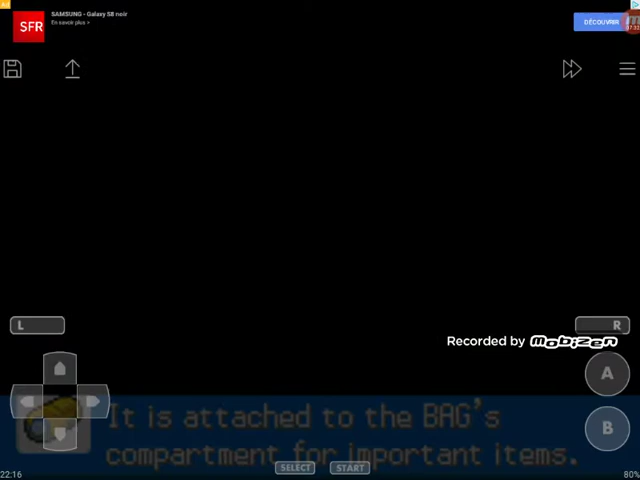 Ad
SFR
SAMSUNG - Galaxy S8 noir
En savoir plus >
DÉCOUVRIR
L
R
Recorded by Mobizen
A
B
It is attached to the BAG's
compartment for important items.
SELECT
START
22:16
80%